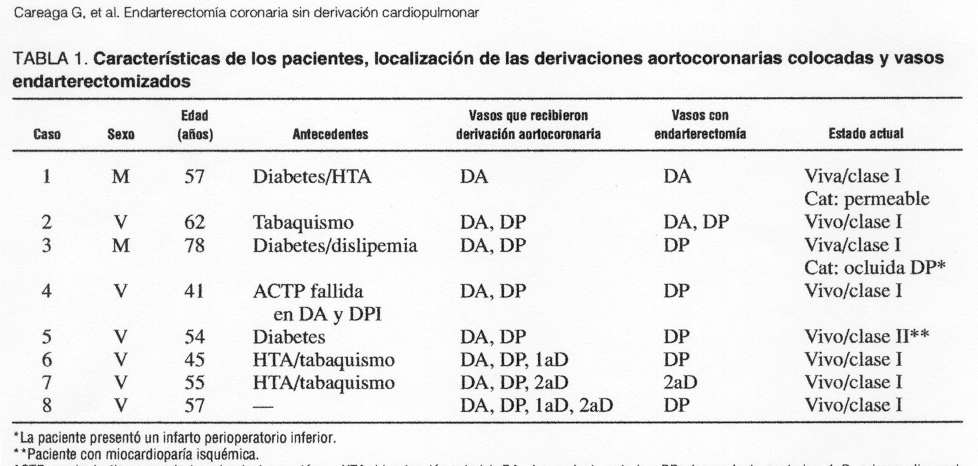 Careaga G, et al. Endarterectomía coronaria sin derivación cardiopulmonar
TABLA 1. Características de los pacientes, localización de las derivaciones aortocoronarias colocadas y vasos
endarterectomizados
Caso Sexo Edad (años) Antecedentes Vasos que recibieron derivación aortocoronaría Vasos con endarterectomía Estado actual
1 M 57 Diabetes/HTA DA DA Viva/clase I
Cat: permeable
2 V 62 Tabaquismo DA, DP DA, DP Vivo/clase I
3 M 78 Diabetes/dislipemia DA, DP DP Viva/clase I
Cat: ocluida DP*
4 V 41 ACTP fallida DA, DP DP Vivo/clase I
en DA y DPI
5 V 54 Diabetes DA, DP DP Vivo/clase II**
6 V 45 HTA/tabaquismo DA, DP, 1aD DP Vivo/clase I
7 V 55 HTA/tabaquismo DA, DP, 2aD 2aD Vivo/clase I
8 V 57 — DA, DP, 1aD, 2aD DP Vivo/clase I
*La paciente presentó un infarto perioperatorio inferior.
**Paciente con miocardioparía isquémica.